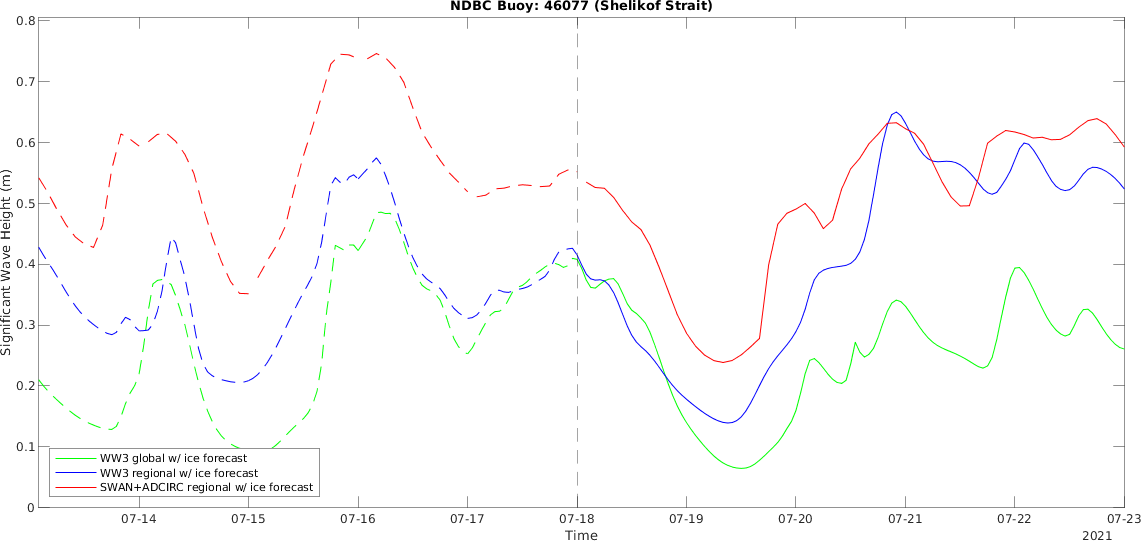 NDBC Buoy: 46077 (Shelikof Strait)
Significant Wave Height (m)
0.8
0.7
0.6
0.5
0.4
0.3
0.2
0.1
0
WW3 global w/ ice forecast
WW3 regional w/ ice forecast
SWAN+ADCIRC regional w/ ice forecast
07-14 07-15 07-16 07-17 07-18 07-19 07-20 07-21 07-22 07-23
Time
2021